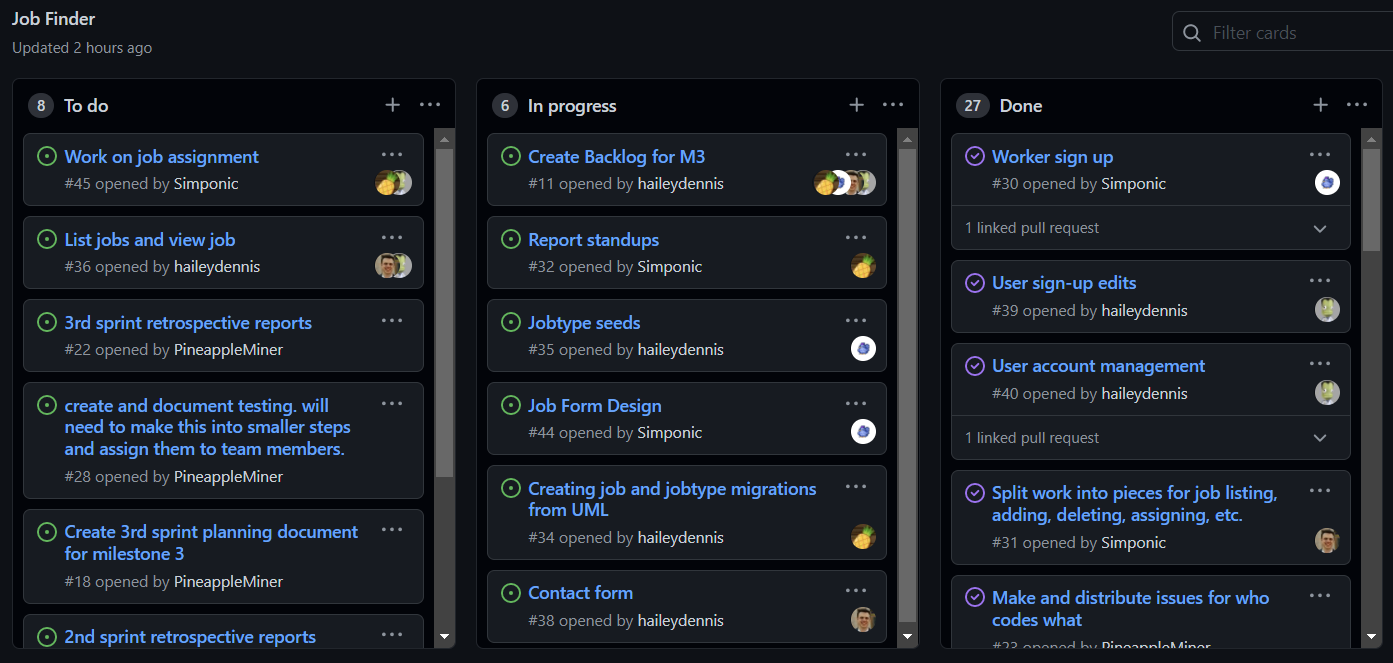 Job Finder
Updated 2 hours ago
Filter cards
8 To do
Work on job assignment
#45 opened by Simponic
List jobs and view job
#36 opened by haileydennis
3rd sprint retrospective reports
#22 opened by PineappleMiner
create and document testing. will
need to make this into smaller steps
and assign them to team members.
#28 opened by PineappleMiner
Create 3rd sprint planning document
for milestone 3
#18 opened by PineappleMiner
2nd sprint retrospective reports
6 In progress
Create Backlog for M3
#11 opened by haileydennis
Report standups
#32 opened by Simponic
Jobtype seeds
#35 opened by haileydennis
Job Form Design
#44 opened by Simponic
Creating job and jobtype migrations
from UML
#34 opened by haileydennis
Contact form
#38 opened by haileydennis
27 Done
Worker sign up
#30 opened by Simponic
1 linked pull request
User sign-up edits
#39 opened by haileydennis
User account management
#40 opened by haileydennis
1 linked pull request
Split work into pieces for job listing,
adding, deleting, assigning, etc.
#31 opened by Simponic
Make and distribute issues for who
codes what
#23 opened by PineappleMiner